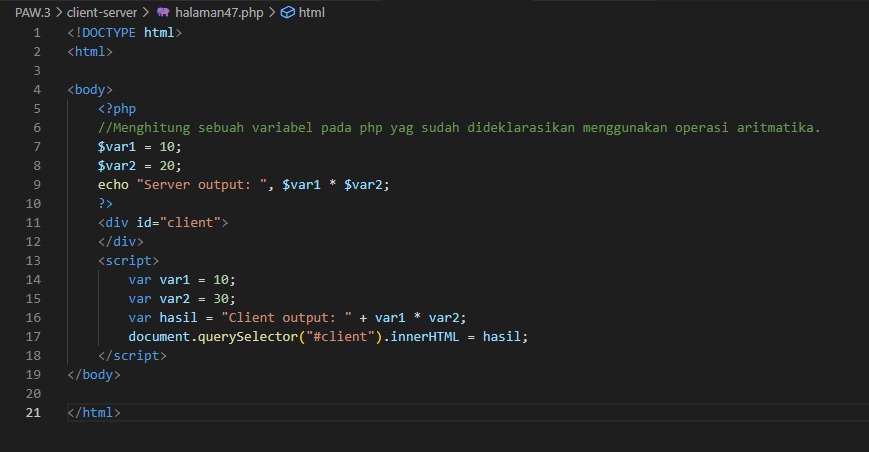 PAW.3 > client-server > halaman47.php > html
1 <!DOCTYPE html>
2 <html>
3
4 <body>
5 <?php
6 //Menghitung sebuah variabel pada php yag sudah dideklarasikan menggunakan operasi aritmatika.
7 $var1 = 10;
8 $var2 = 20;
9 echo "Server output: ", $var1 * $var2;
10 ?>
11 <div id="client">
12 </div>
13 <script>
14 var var1 = 10;
15 var var2 = 30;
16 var hasil = "Client output: " + var1 * var2;
17 document.querySelector("#client").innerHTML = hasil;
18 </script>
19 </body>
20
21 </html>